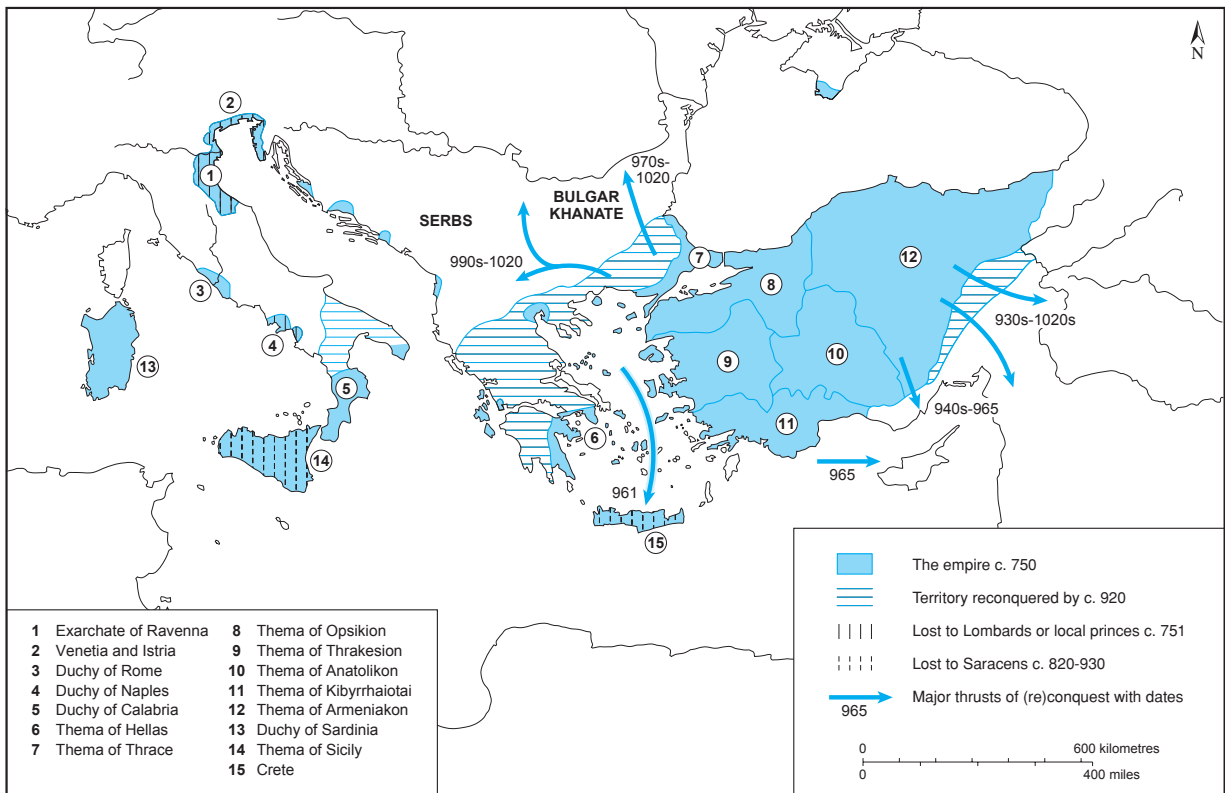 N
2
1
3
4
13
5
14
SERBS
BULGAR
KHANATE
970s-
1020
990s-1020
7
8
12
9
10
11
6
930s-1020s
940s-965
965
961
15
1 Exarchate of Ravenna
2 Venetia and Istria
3 Duchy of Rome
4 Duchy of Naples
5 Duchy of Calabria
6 Thema of Hellas
7 Thema of Thrace
8 Thema of Opsikion
9 Thema of Thrakesion
10 Thema of Anatolikon
11 Thema of Kibyrrhaiotai
12 Thema of Armeniakon
13 Duchy of Sardinia
14 Thema of Sicily
15 Crete
The empire c. 750
Territory reconquered by c. 920
Lost to Lombards or local princes c. 751
Lost to Saracens c. 820-930
965 Major thrusts of (re)conquest with dates
0 600 kilometres
0 400 miles